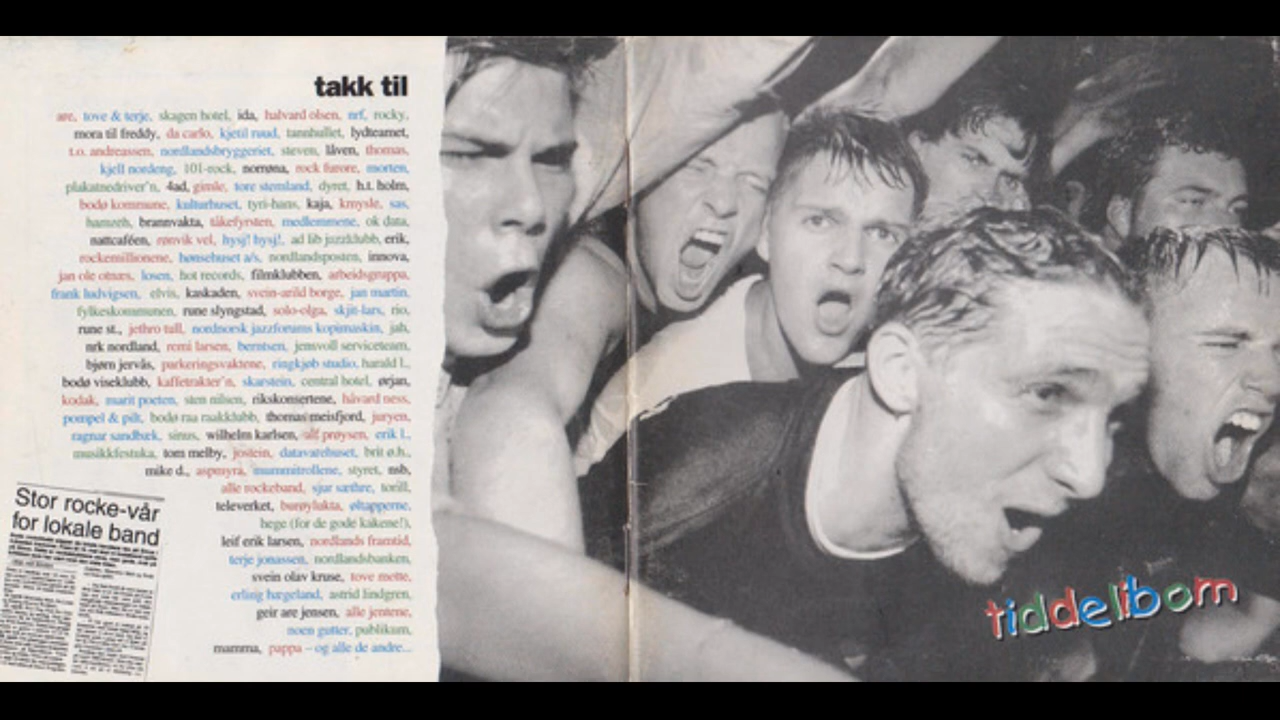 takk til
are, tove & terje, skagen hotel, ida, halvard olsen, nrf, rocky,
mora til freddy, da carlo, kjetil ruud, tannhullet, lydteamet,
t.o. andreassen, nordlandsbryggeriet, steven, låven, thomas,
kjell nordeng, 101-rock, norrøna, rock furore, morten,
plakatnedriver'n, 4ad, gimle, tore stemland, dyret, h.t. holm,
bodø kommune, kulturhuset, tyri-hans, kaja, kmysle, sas,
hamzeh, brannvakta, tåkefyrsten, medlemmene, ok data,
nattcaféen, rønvik vel, hysj! hysj!, ad lib jazzklubb, erik,
rockemillionene, hønsehuset a/s, nordlandsposten, innova,
jan ole otnæs, losen, hot records, filmklubben, arbeidsgruppa,
frank ludvigsen, elvis, kaskaden, svein-arild borge, jan martin,
fylkeskommunen, rune slyngstad, solo-olga, skjit-lars, rio,
rune st., jethro tull, nordnorsk jazzforums kopimaskin, jah,
nrk nordland, remi larsen, berntsen, jensvoll serviceteam,
bjørn jervås, parkeringsvaktene, ringkjøb studio, harald l.,
bodø viseklubb, kaffetrakter'n, skarstein, central hotel, ørjan,
kodak, marit poeten, sten nilsen, rikskonsertene, håvard ness,
pompel & pilt, bodø raa raakklubb, thomas meisfjord, juryen,
ragnar sandbæk, sinus, wilhelm karlsen, alf prøysen, erik l.,
musikkfestuka, tom melby, jostein, datavarehuset, brit ø.h.,
mike d., aspmyra, mummitrollene, styret, nsb,
alle rockeband, sjur sæthre, torill,
televerket, burøylukta, øltapperne,
hege (for de gode kakene!),
leif erik larsen, nordlands framtid,
terje jonassen, nordlandsbanken,
svein olav kruse, tove mette,
erling hægeland, astrid lindgren,
geir are jensen, alle jentene,
noen gutter, publikum,
mamma, pappa – og alle de andre...
Stor rocke-vår
for lokale band
tiddelibom